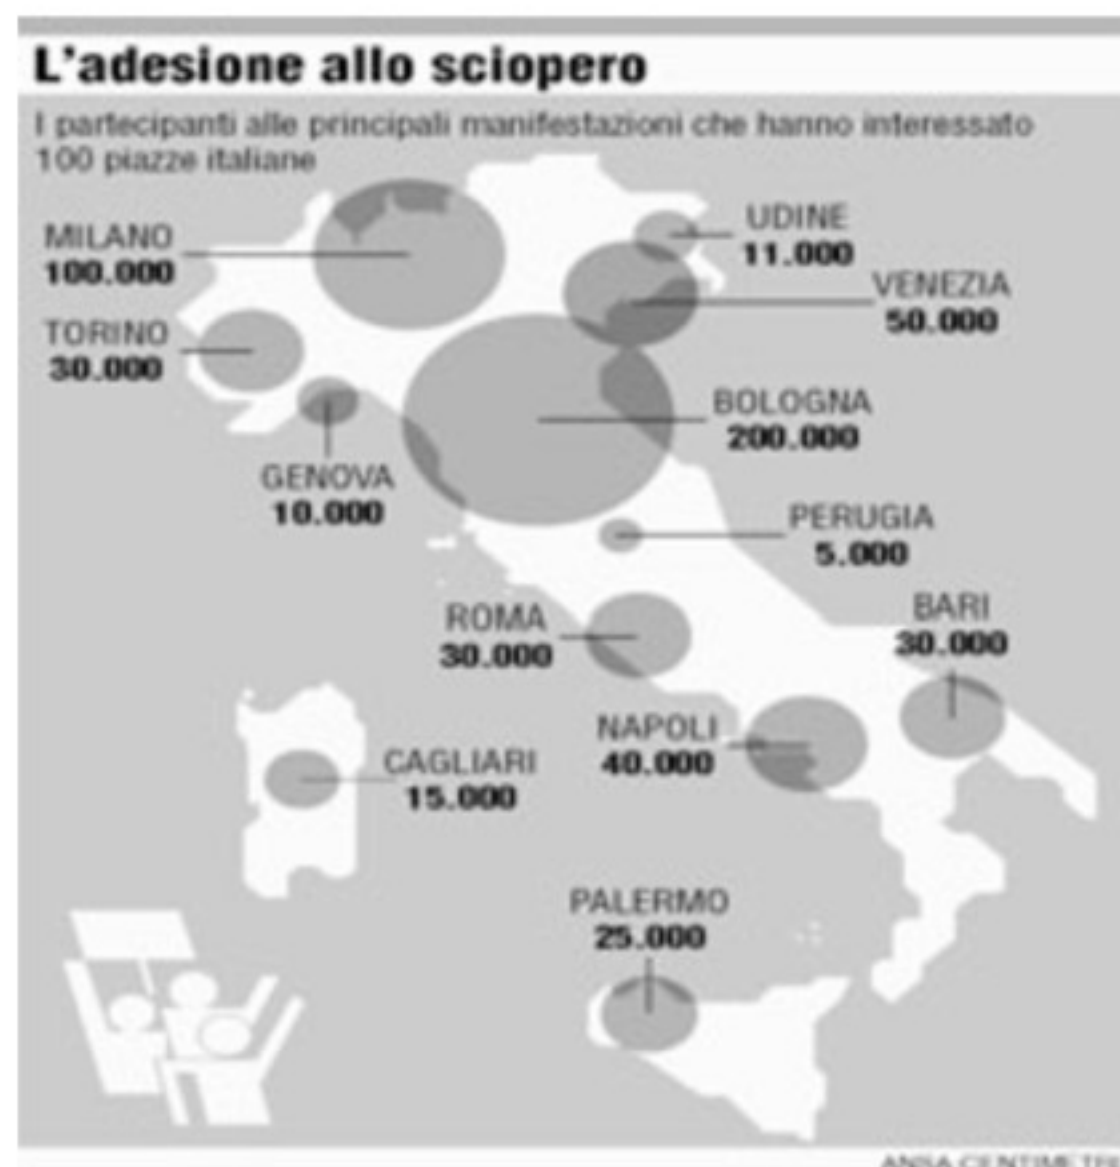 L'adesione allo sciopero
I partecipanti alle principali manifestazioni che hanno interessato
100 piazze italiane
MILANO
100.000
UDINE
11.000
VENEZIA
50.000
TORINO
30.000
BOLOGNA
200.000
GENOVA
10.000
PERUGIA
5.000
ROMA
30.000
BARI
30.000
NAPOLI
40.000
CAGLIARI
15.000
PALERMO
25.000